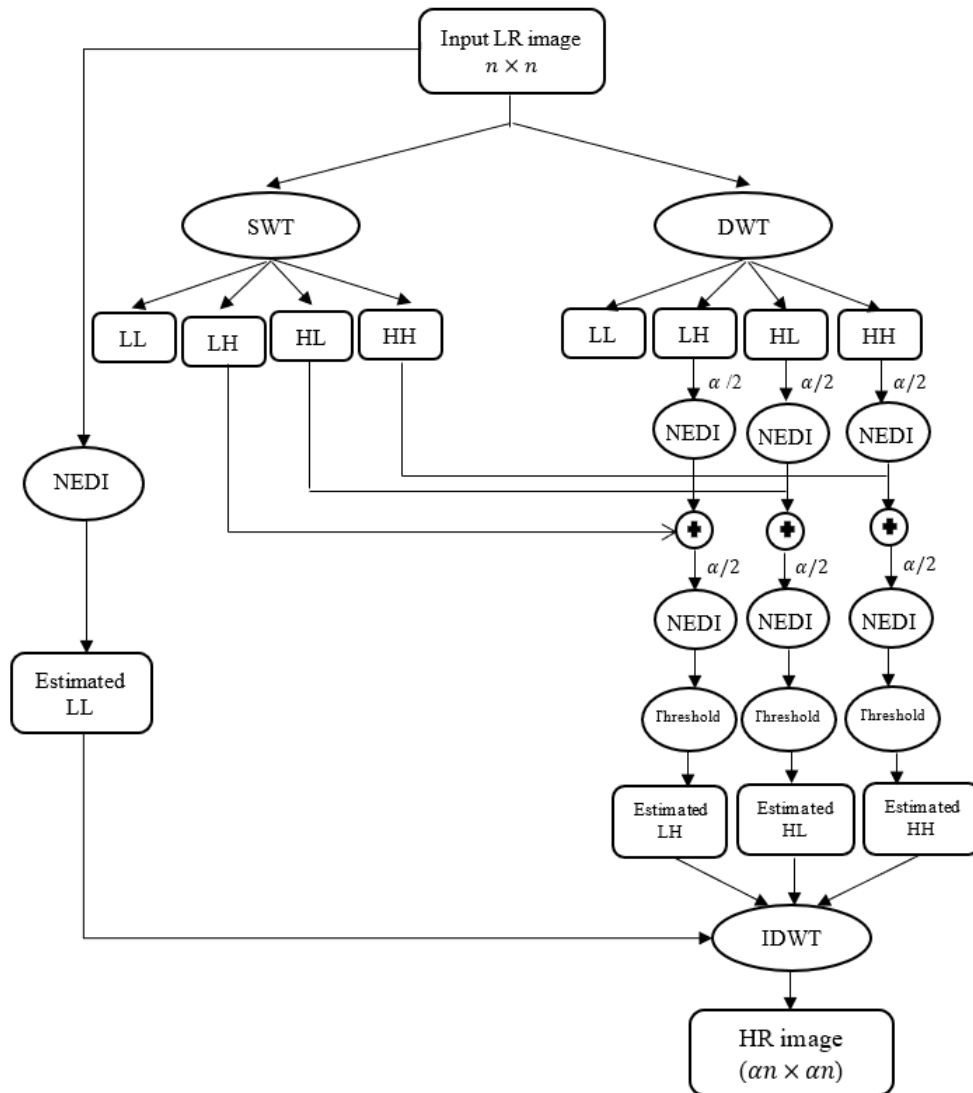 Input LR image
n × n
SWT
DWT
LL
LH
HL
HH
LL
LH
HL
HH
α /2
α/2
α/2
NEDI
NEDI
NEDI
NEDI
α/2
α/2
α/2
NEDI
NEDI
NEDI
Estimated
LL
Threshold
Threshold
Threshold
Estimated
LH
Estimated
HL
Estimated
HH
IDWT
HR image
(αn × αn)